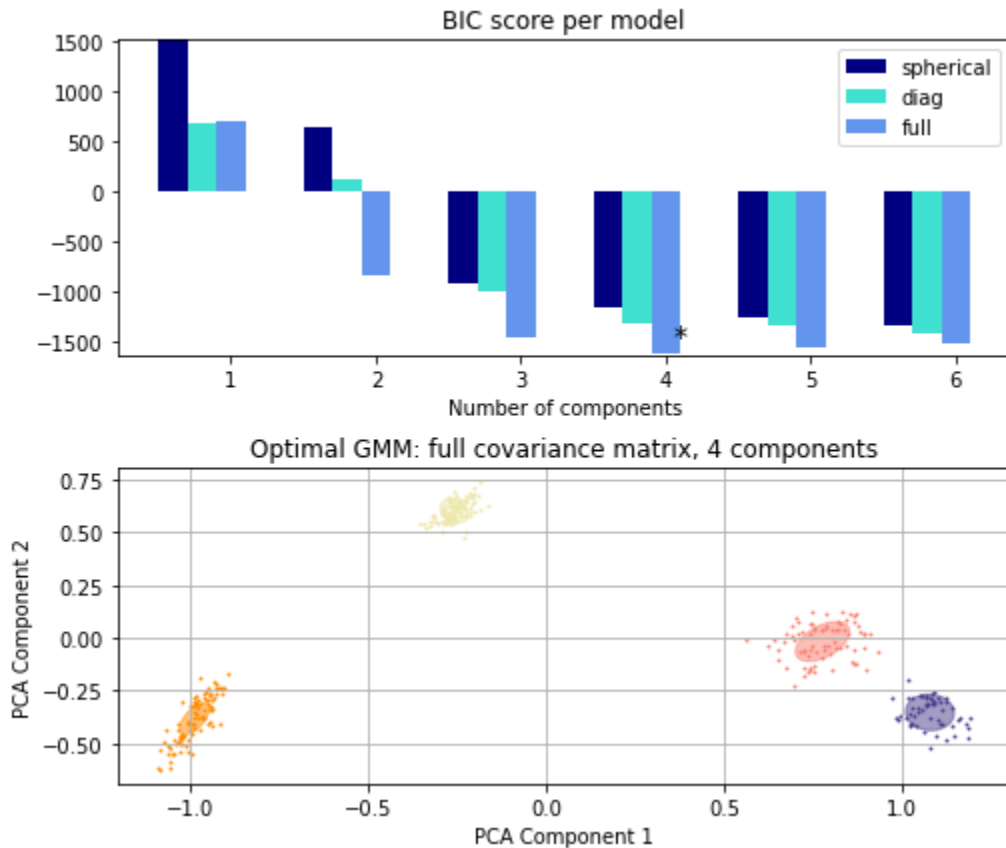 BIC score per model
1500
1000
500
0
−500
−1000
−1500
spherical
diag
full
*
1 2 3 4 5 6
Number of components
Optimal GMM: full covariance matrix, 4 components
0.75
0.50
0.25
0.00
−0.25
−0.50
PCA Component 2
−1.0 −0.5 0.0 0.5 1.0
PCA Component 1